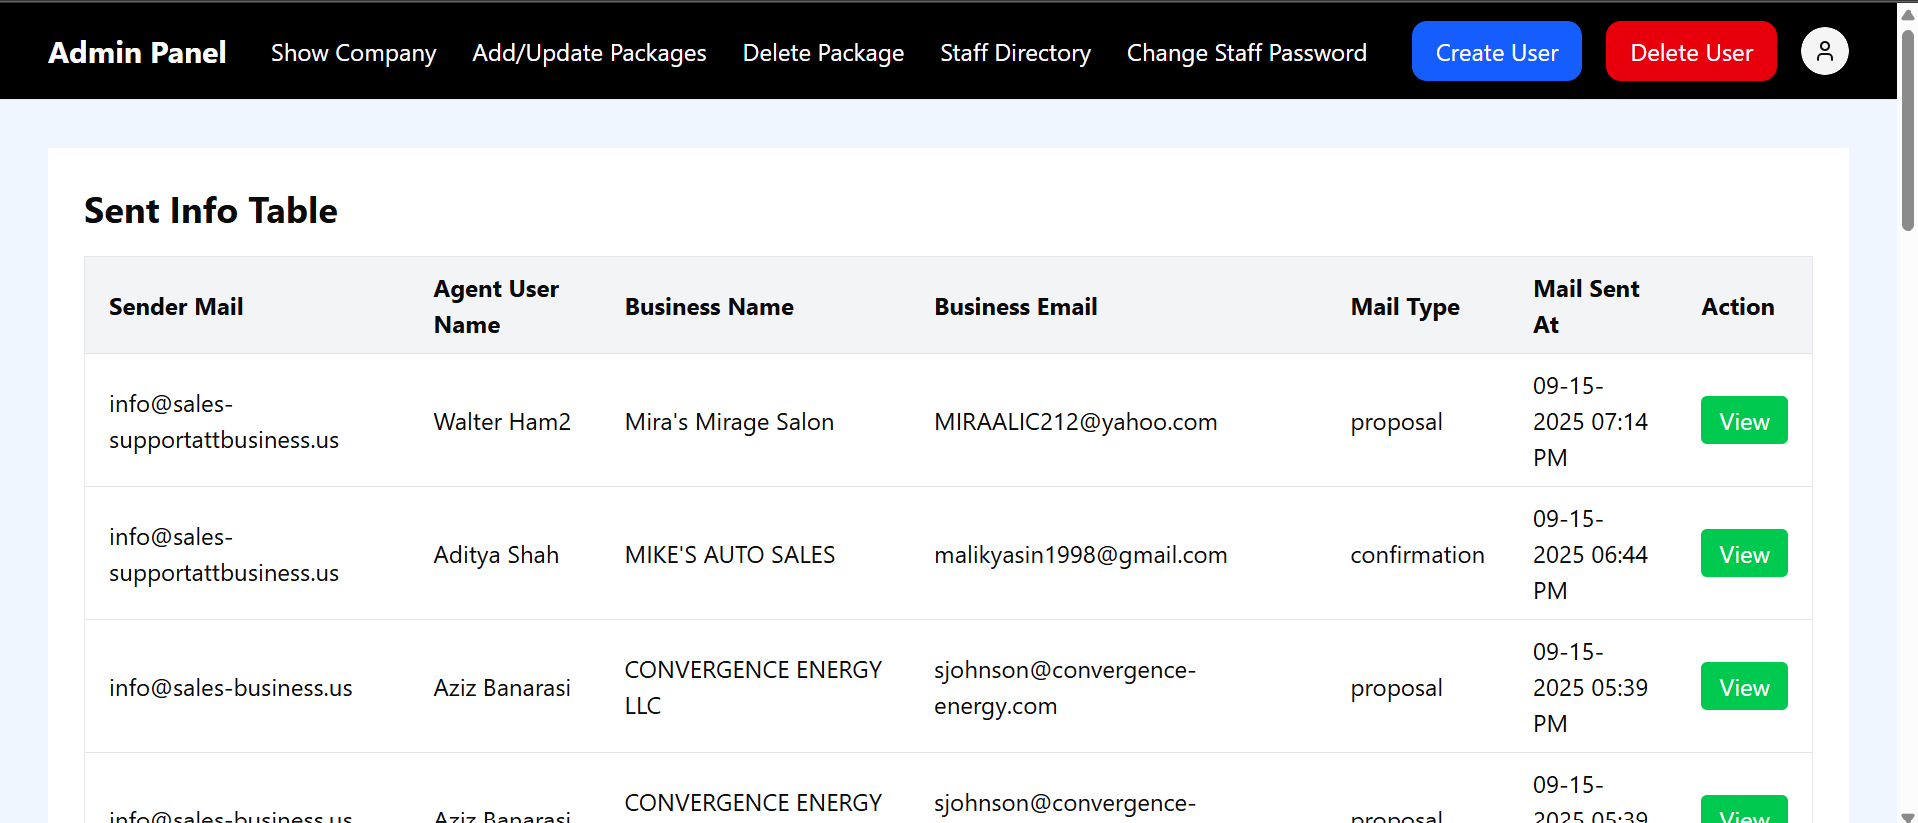 Admin Panel Show Company Add/Update Packages Delete Package Staff Directory Change Staff Password Create User Delete User
Sent Info Table
Sender Mail Agent User Name Business Name Business Email Mail Type Mail Sent At Action
info@sales-supportattbusiness.us Walter Ham2 Mira's Mirage Salon MIRAALIC212@yahoo.com proposal 09-15-2025 07:14 PM View
info@sales-supportattbusiness.us Aditya Shah MIKE'S AUTO SALES malikyasin1998@gmail.com confirmation 09-15-2025 06:44 PM View
info@sales-business.us Aziz Banarasi CONVERGENCE ENERGY LLC sjohnson@convergence-energy.com proposal 09-15-2025 05:39 PM View
info@sales-business.us Aziz Banarasi CONVERGENCE ENERGY sjohnson@convergence- proposal 09-15-2025 05:39 View